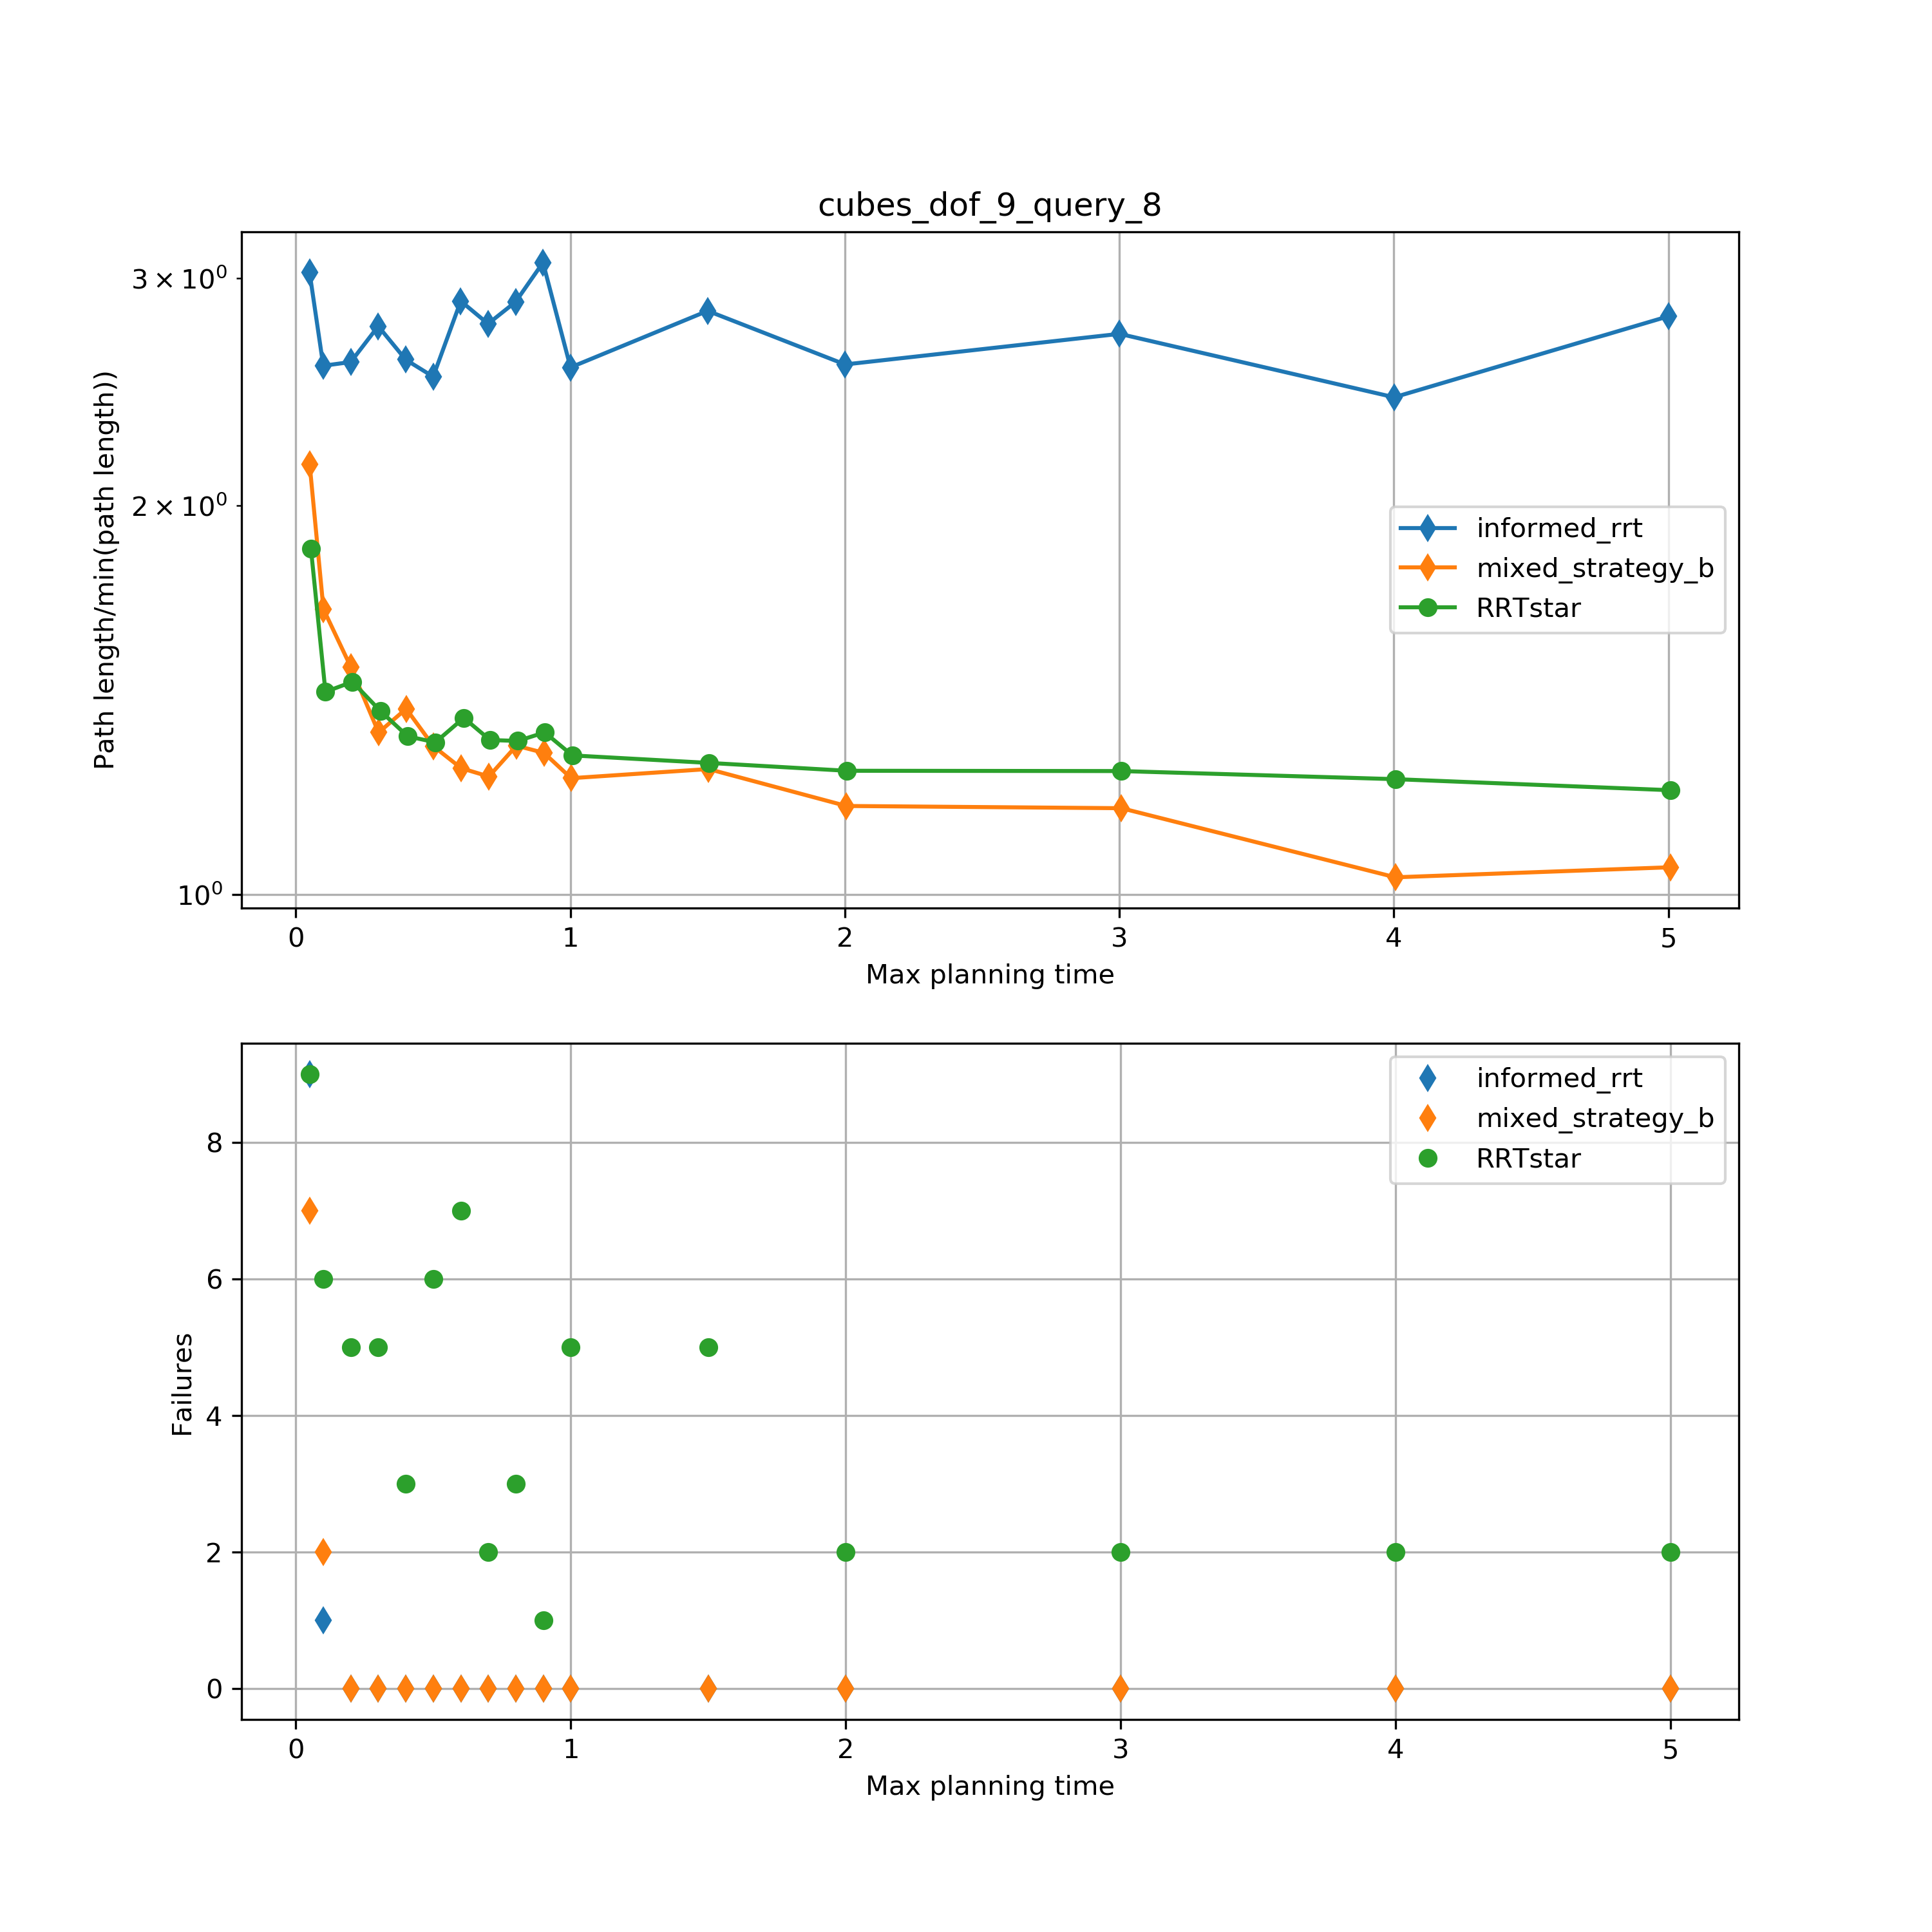 cubes_dof_9_query_8
3 × 10⁰
2 × 10⁰
10⁰
Path length/min(path length))
informed_rrt
mixed_strategy_b
RRTstar
0 1 2 3 4 5
Max planning time
8
6
4
2
0
Failures
informed_rrt
mixed_strategy_b
RRTstar
0 1 2 3 4 5
Max planning time